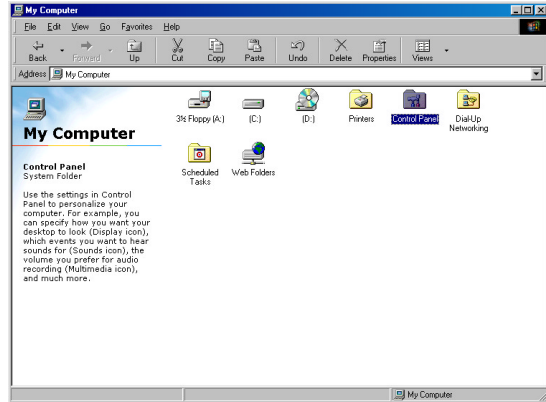 My Computer
File Edit View Go Favorites Help
Back Forward Up Cut Copy Paste Undo Delete Properties Views
Address My Computer
3½ Floppy (A:) (C:) (D:) Printers Control Panel Dial-Up
Networking
My Computer
Scheduled
Tasks
Web Folders
Control Panel
System Folder
Use the settings in Control
Panel to personalize your
computer. For example, you
can specify how you want your
desktop to look (Display icon),
which events you want to hear
sounds for (Sounds icon), the
volume you prefer for audio
recording (Multimedia icon),
and much more.
My Computer